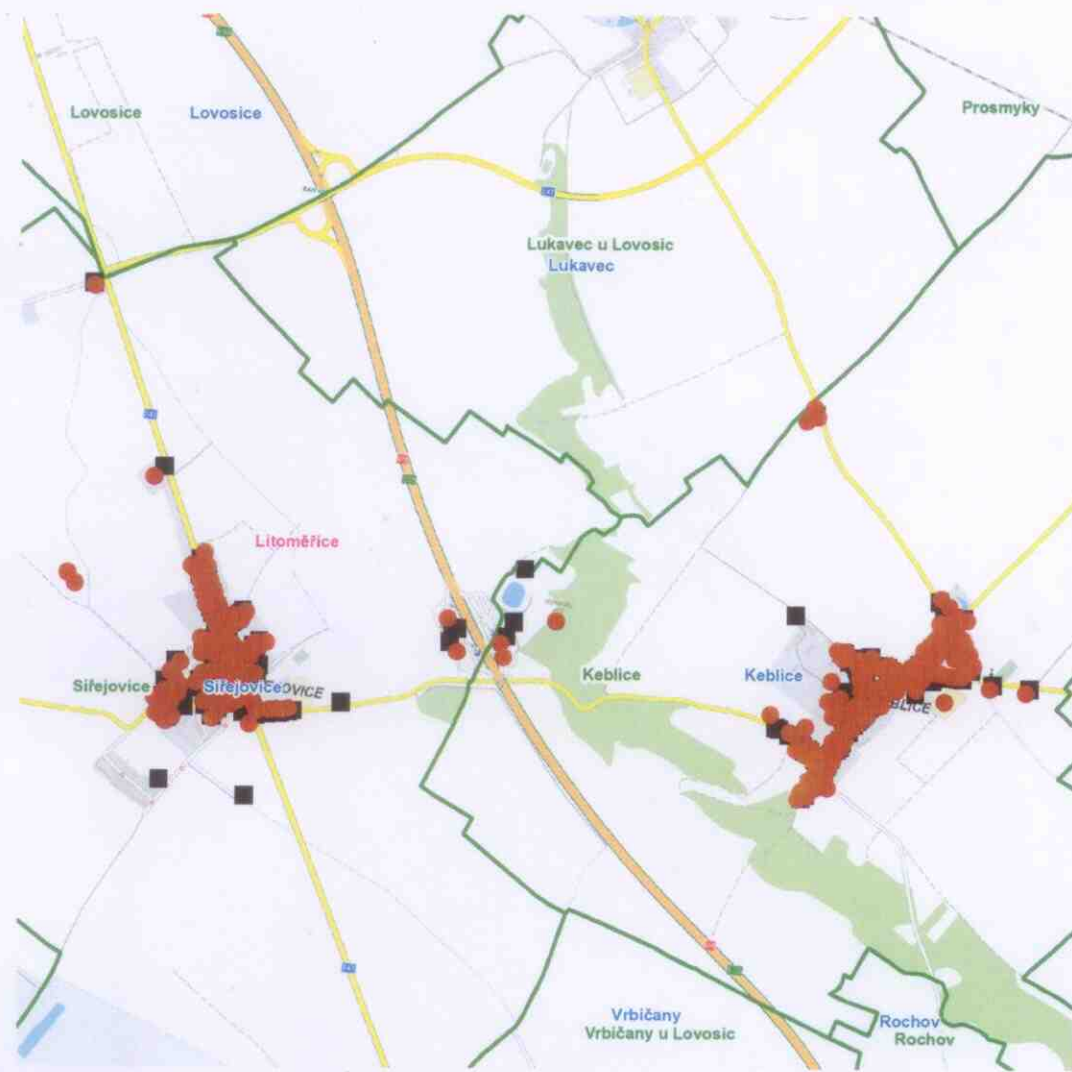 Lovosice
Lovosice
Prosmyky
Lukavec u Lovosic
Lukavec
Litoměřice
Siřejovice
Siřejovice
Keblice
Keblice
Vrbičany
Vrbičany u Lovosic
Rochov
Rochov